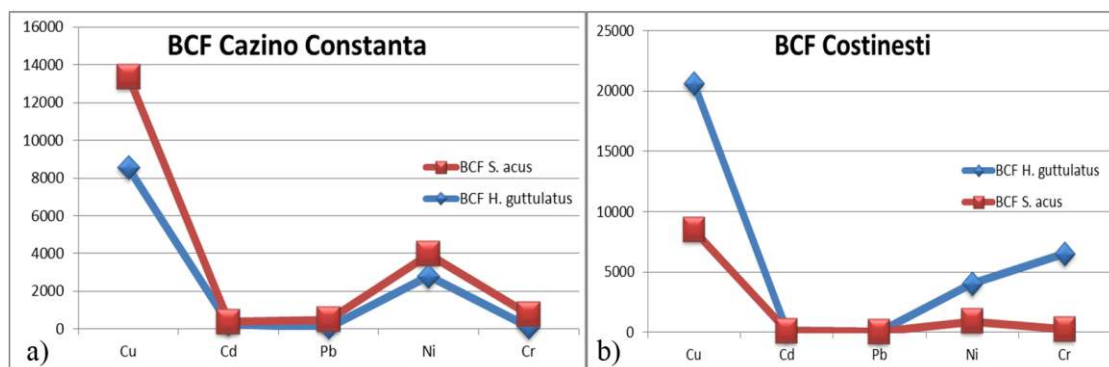 BCF Cazino Constanta
16000
14000
12000
10000
8000
6000
4000
2000
0
BCF S. acus
BCF H. guttulatus
Cu Cd Pb Ni Cr
a)
BCF Costinesti
25000
20000
15000
10000
5000
0
BCF H. guttulatus
BCF S. acus
Cu Cd Pb Ni Cr
b)